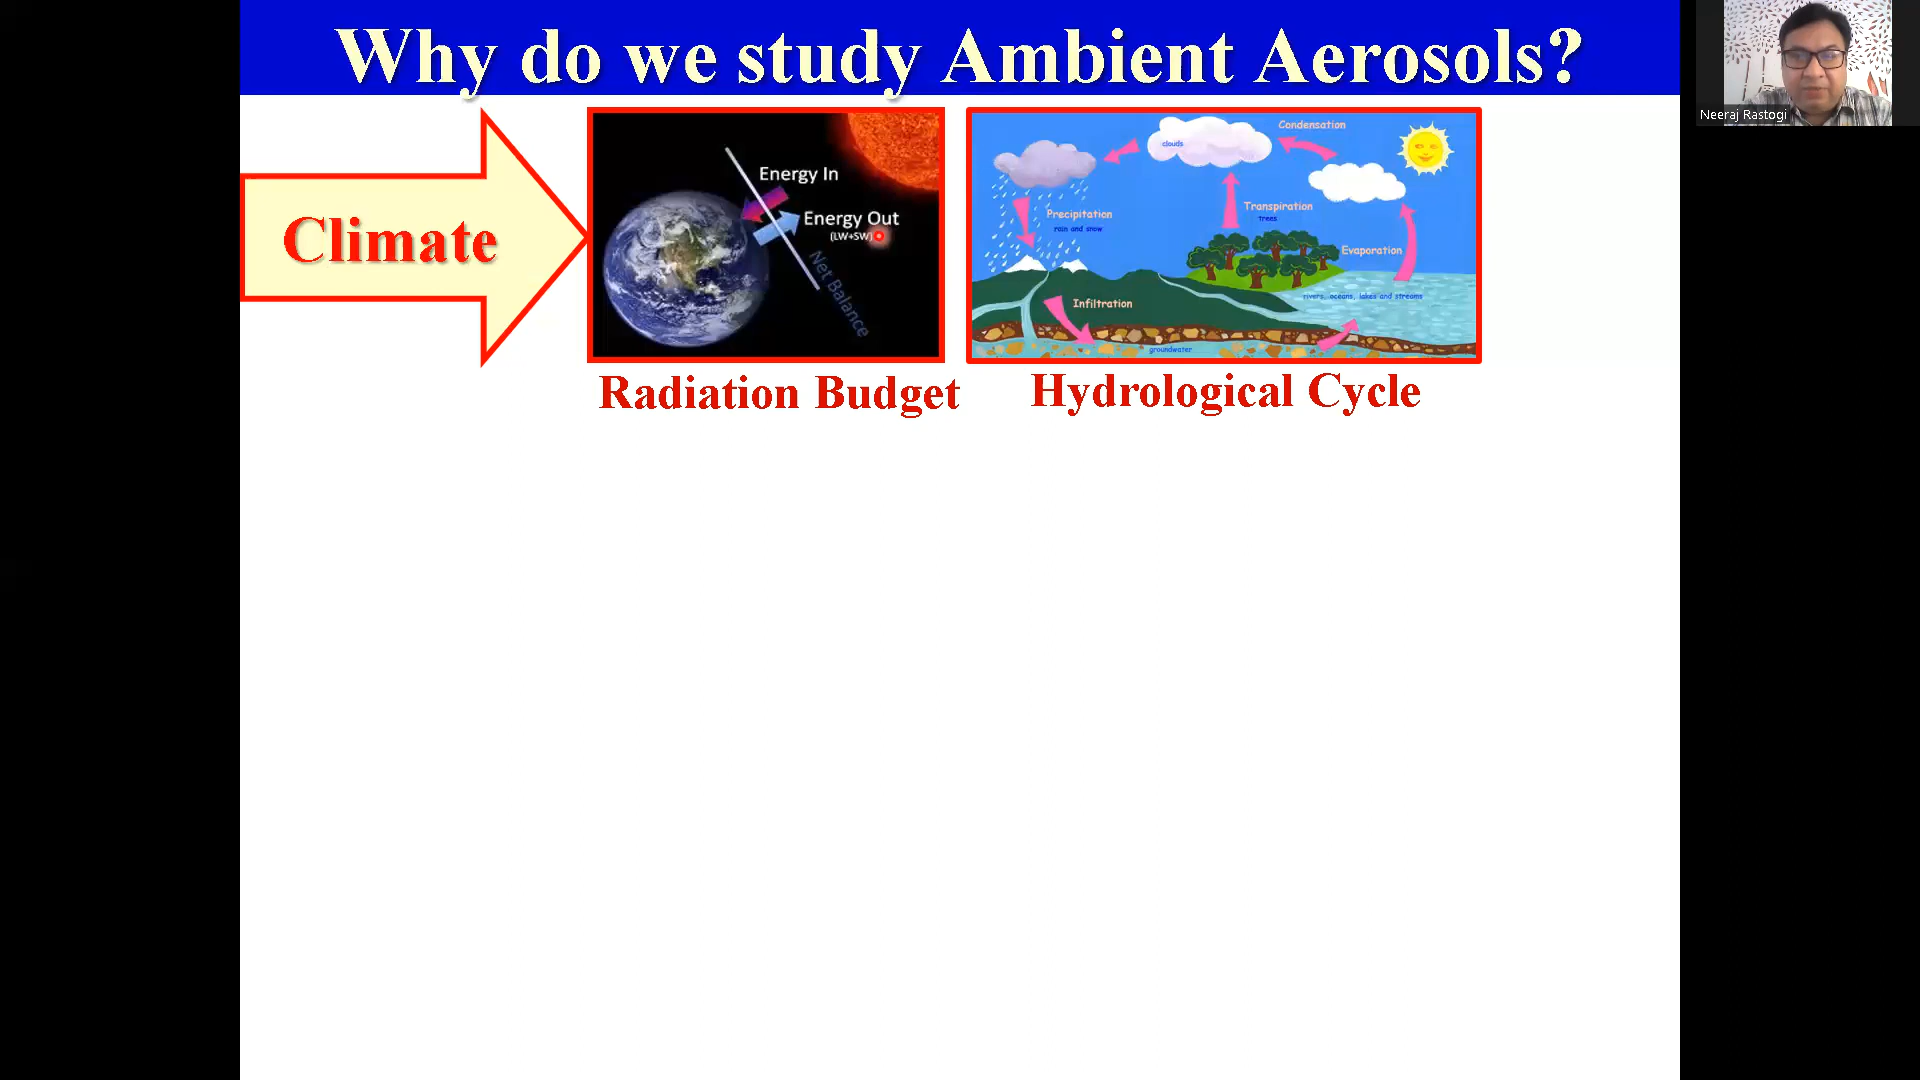 Why do we study Ambient Aerosols?
Neeraj Rastogi
Climate
Energy In
Energy Out
(LW+SW)
Net Balance
Condensation
clouds
Precipitation
rain and snow
Transpiration
trees
Evaporation
rivers, oceans, lakes and streams
Infiltration
groundwater
Radiation Budget
Hydrological Cycle